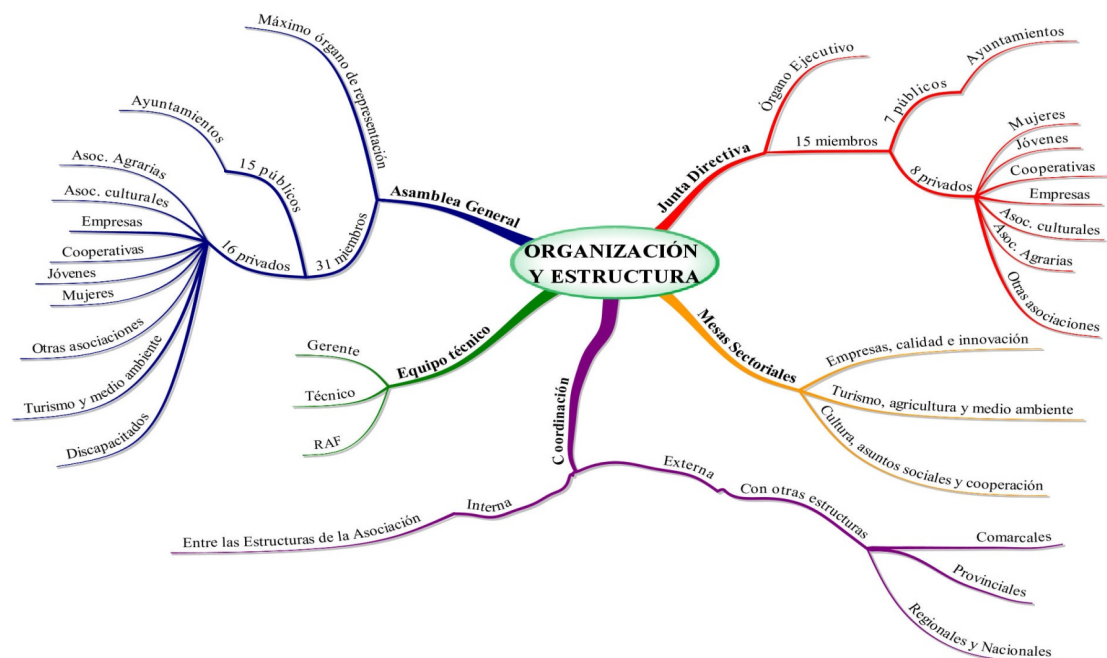 ORGANIZACIÓN
Y ESTRUCTURA
Asamblea General
Máximo órgano de representación
31 miembros
15 públicos
Ayuntamientos
16 privados
Asoc. Agrarias
Asoc. culturales
Empresas
Cooperativas
Jóvenes
Mujeres
Otras asociaciones
Turismo y medio ambiente
Discapacitados
Junta Directiva
Órgano Ejecutivo
15 miembros
7 públicos
Ayuntamientos
8 privados
Mujeres
Jóvenes
Cooperativas
Empresas
Asoc. culturales
Asoc. Agrarias
Otras asociaciones
Mesas Sectoriales
Empresas, calidad e innovación
Turismo, agricultura y medio ambiente
Cultura, asuntos sociales y cooperación
Equipo técnico
Gerente
Técnico
RAF
Coordinación
Interna
Entre las Estructuras de la Asociación
Externa
Con otras estructuras
Comarcales
Provinciales
Regionales y Nacionales